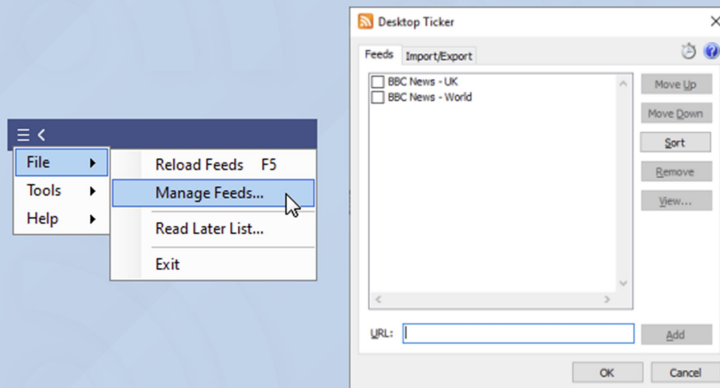 File
Tools
Help
Reload Feeds F5
Manage Feeds...
Read Later List...
Exit
Desktop Ticker
Feeds Import/Export
BBC News - UK
BBC News - World
Move Up
Move Down
Sort
Remove
View...
URL:
Add
OK Cancel